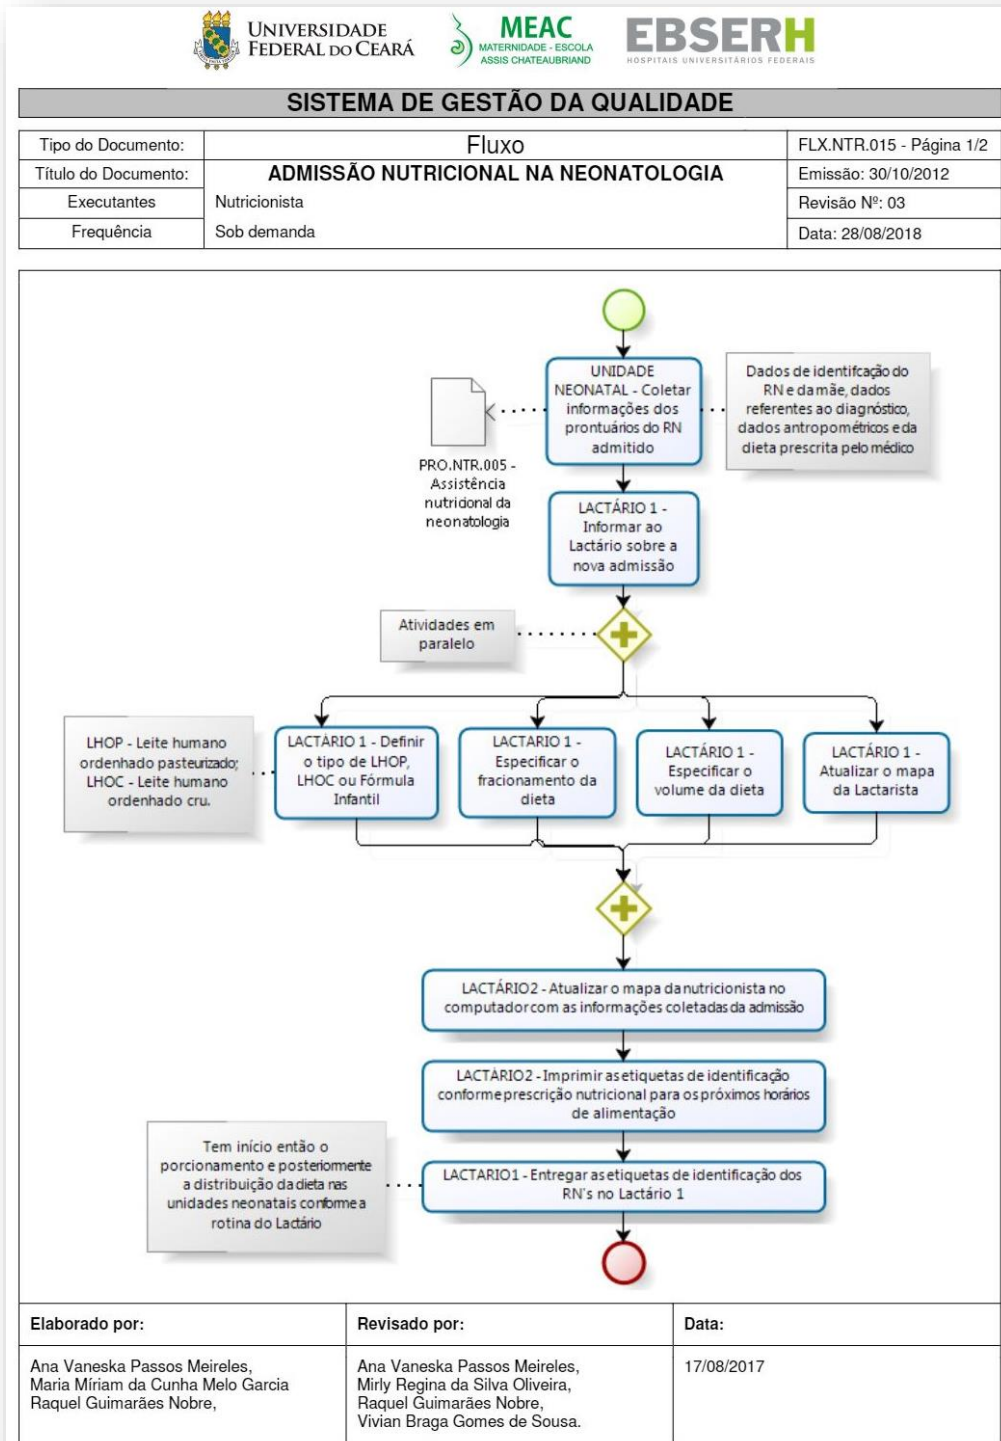 UNIVERSIDADE
FEDERAL DO CEARÁ
MEAC
MATERNIDADE - ESCOLA
ASSIS CHATEAUBRIAND
EBSERH
HOSPITAIS UNIVERSITÁRIOS FEDERAIS
SISTEMA DE GESTÃO DA QUALIDADE
Tipo do Documento:
Fluxo
FLX.NTR.015 - Página 1/2
Título do Documento:
ADMISSÃO NUTRICIONAL NA NEONATOLOGIA
Emissão: 30/10/2012
Executantes
Nutricionista
Revisão Nº: 03
Frequência
Sob demanda
Data: 28/08/2018
UNIDADE
NEONATAL - Coletar
informações dos
prontuários do RN
admitido
Dados de identifcação do
RN e da mãe, dados
referentes ao diagnóstico,
dados antropométricos e da
dieta prescrita pelo médico
PRO.NTR.005 -
Assistência
nutricional da
neonatologia
LACTÁRIO 1 -
Informar ao
Lactário sobre a
nova admissão
Atividades em
paralelo
LHOP - Leite humano
ordenhado pasteurizado;
LHOC - Leite humano
ordenhado cru.
LACTÁRIO 1 - Definir
o tipo de LHOP,
LHOC ou Fórmula
Infantil
LACTÁRIO 1 -
Especificar o
fracionamento da
dieta
LACTÁRIO 1 -
Especificar o
volume da dieta
LACTÁRIO 1 -
Atualizar o mapa
da Lactarista
LACTÁRIO2 - Atualizar o mapa da nutricionista no
computador com as informações coletadas da admissão
LACTÁRIO2 - Imprimir as etiquetas de identificação
conforme prescrição nutricional para os próximos horários
de alimentação
Tem início então o
porcionamento e posteriormente
a distribuição da dieta nas
unidades neonatais conforme a
rotina do Lactário
LACTARIO1 - Entregar as etiquetas de identificação dos
RN's no Lactário 1
Elaborado por:
Revisado por:
Data:
Ana Vaneska Passos Meireles,
Maria Míriam da Cunha Melo Garcia
Raquel Guimarães Nobre,
Ana Vaneska Passos Meireles,
Mirly Regina da Silva Oliveira,
Raquel Guimarães Nobre,
Vivian Braga Gomes de Sousa.
17/08/2017